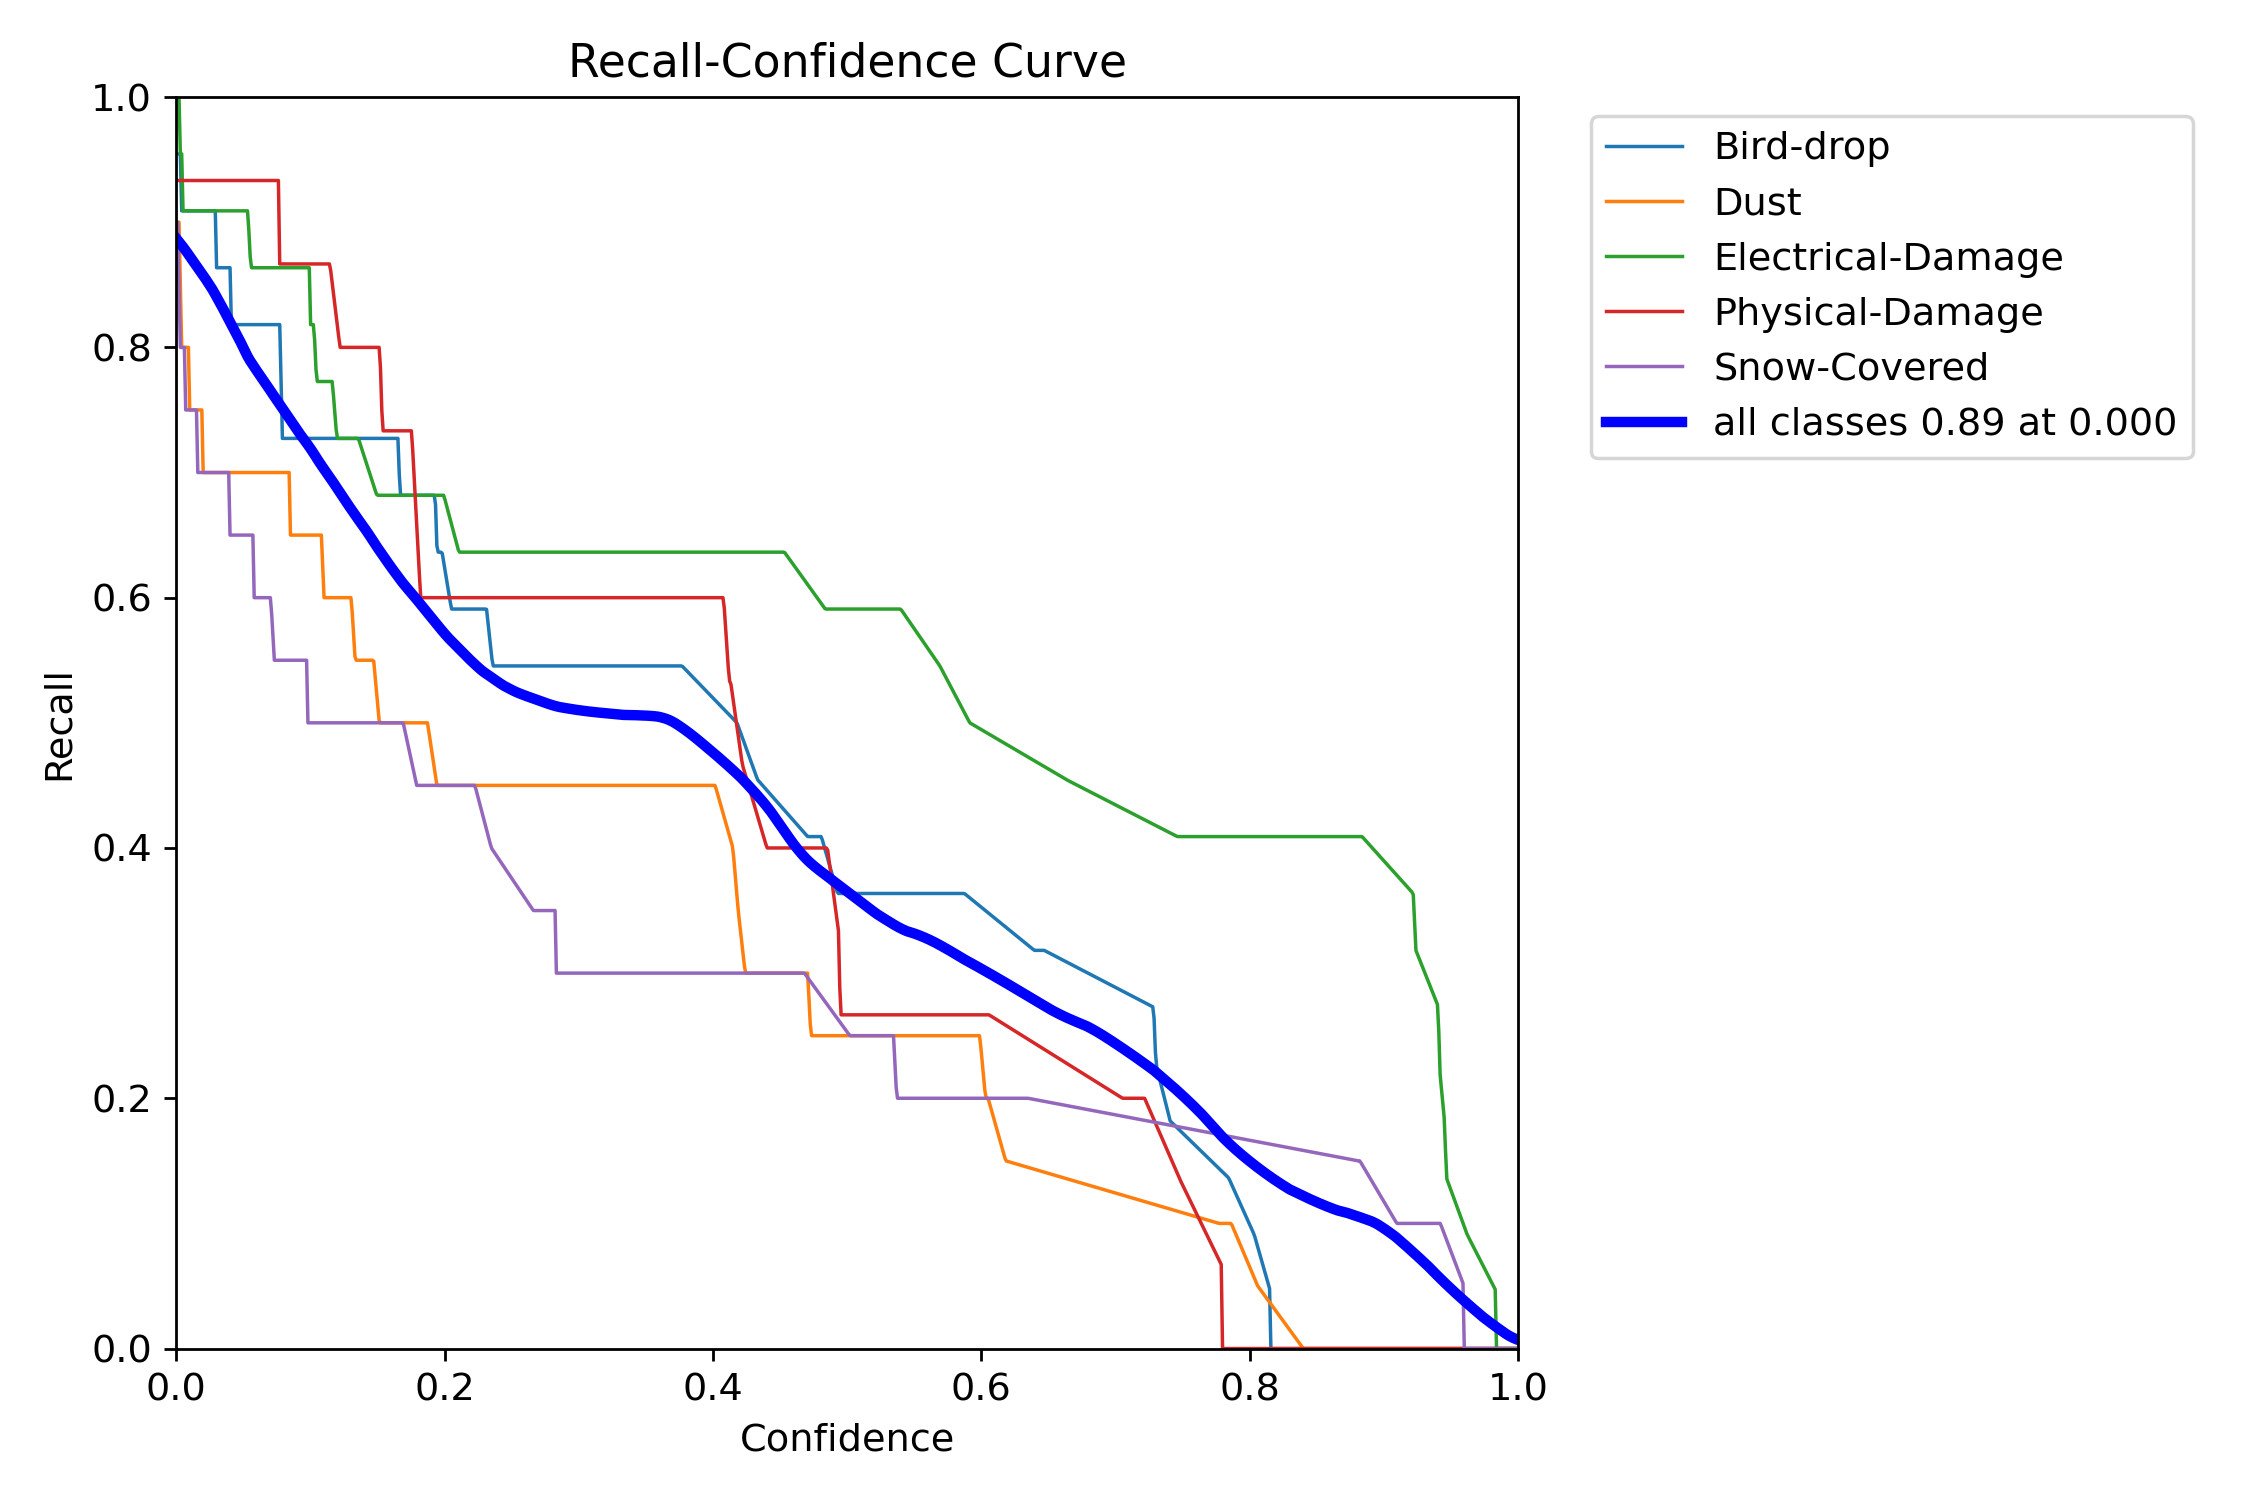 Recall-Confidence Curve
1.0
0.8
0.6
0.4
0.2
0.0
Recall
0.0 0.2 0.4 0.6 0.8 1.0
Confidence
Bird-drop
Dust
Electrical-Damage
Physical-Damage
Snow-Covered
all classes 0.89 at 0.000